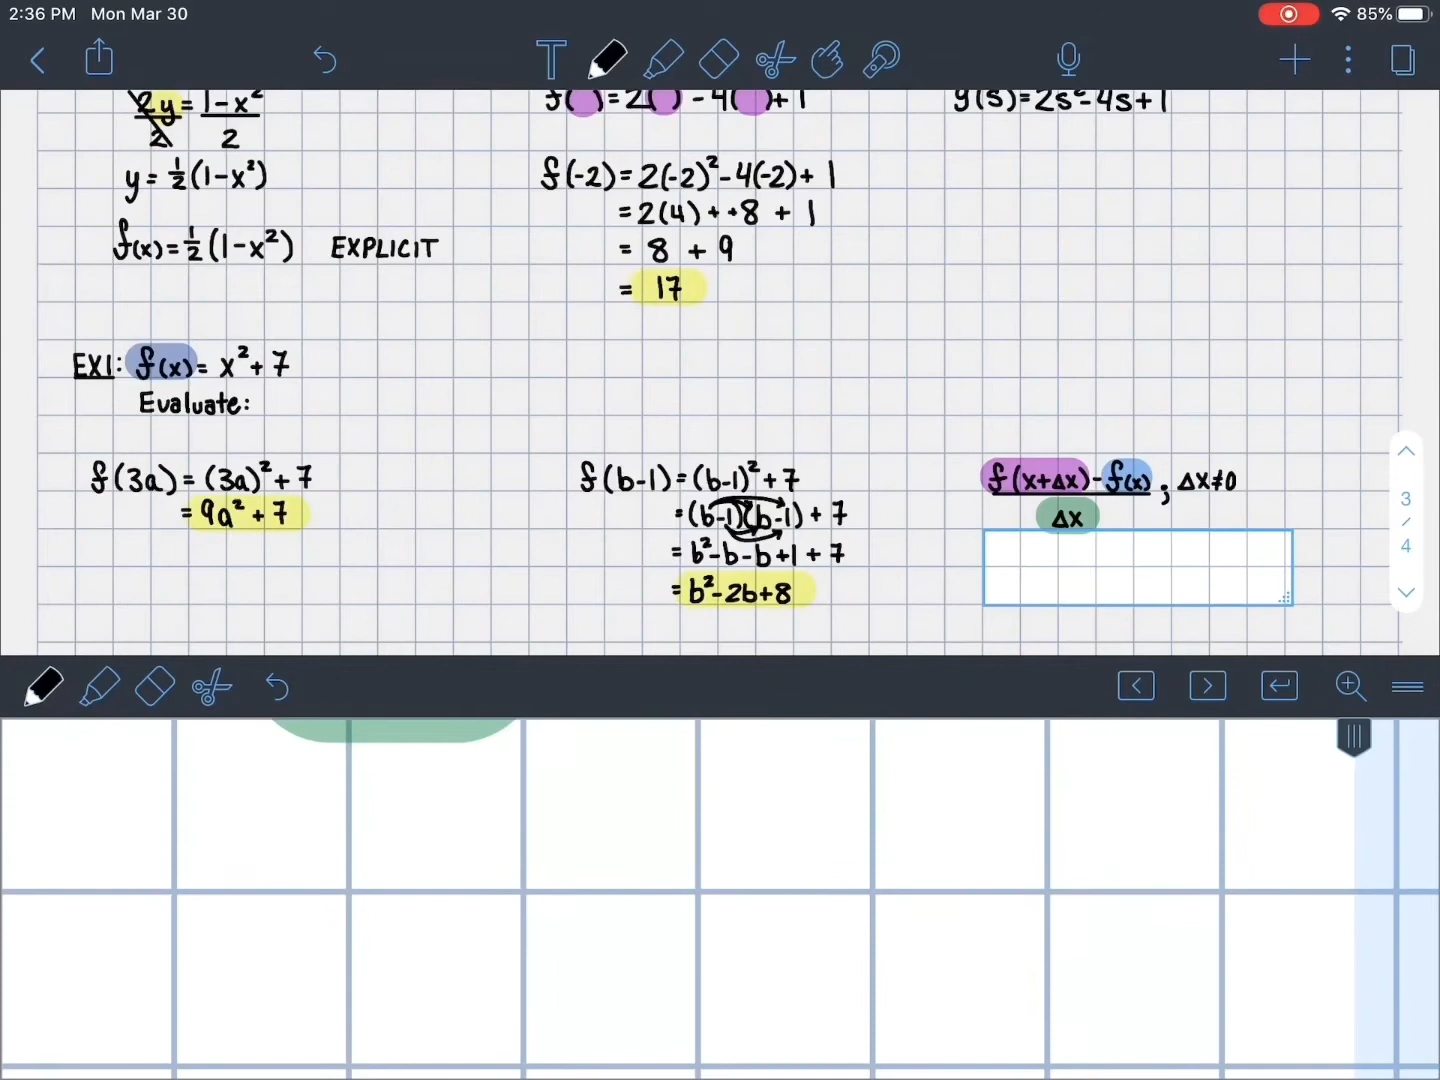 2:36 PM Mon Mar 30
85%
2y = 1-x²
2 2
y = ½(1-x²)
f(x) = ½(1-x²) EXPLICIT
f( ) = 2( ) - 4( ) + 1
f(-2) = 2(-2)² - 4(-2) + 1
= 2(4) + +8 + 1
= 8 + 9
= 17
y(s) = 2s² - 4s + 1
EX1: f(x) = x² + 7
Evaluate:
f(3a) = (3a)² + 7
= 9a² + 7
f(b-1) = (b-1)² + 7
= (b-1)(b-1) + 7
= b² - b - b + 1 + 7
= b² - 2b + 8
f(x+Δx) - f(x) ; Δx≠0
Δx
3
/
4